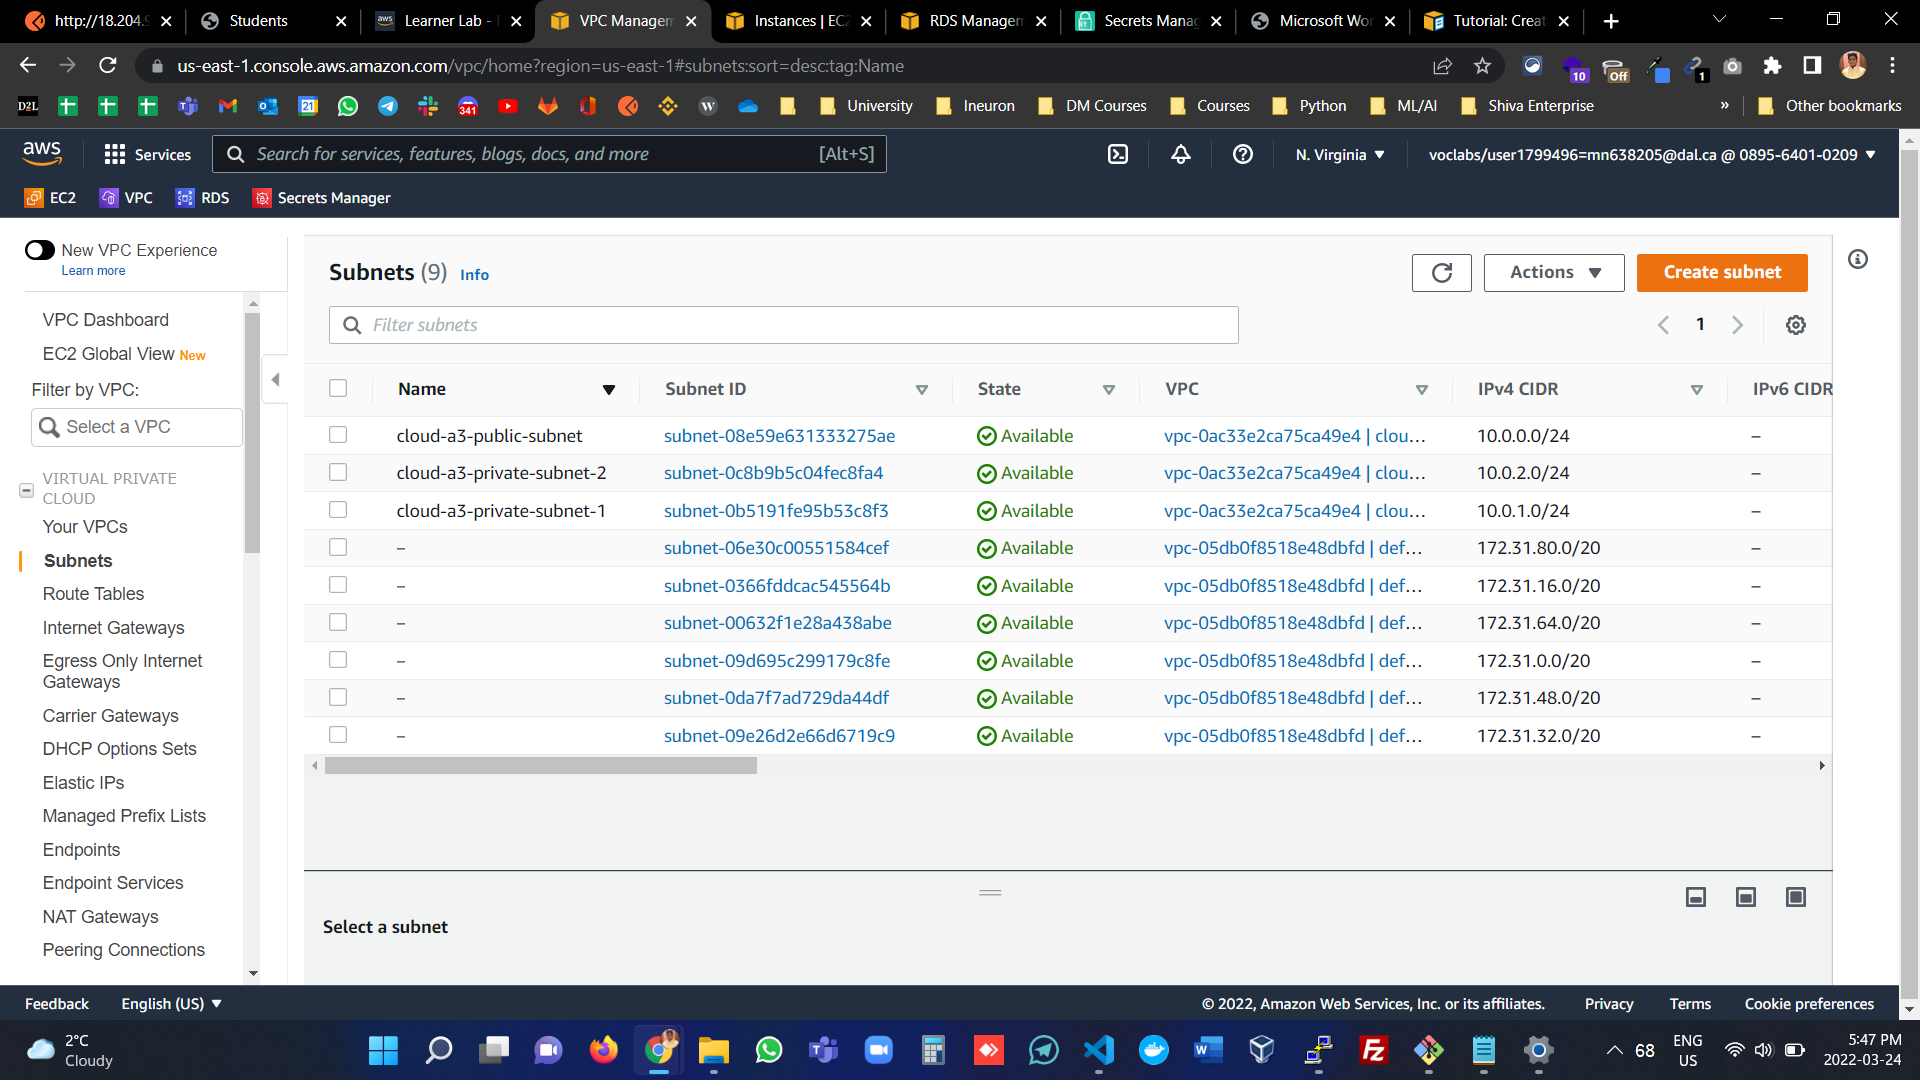 http://18.204.9
Students
Learner Lab -
VPC Managem
Instances | EC2
RDS Managem
Secrets Manag
Microsoft Wo
Tutorial: Creat
us-east-1.console.aws.amazon.com/vpc/home?region=us-east-1#subnets:sort=desc:tag:Name
10
Off
1
D2L
21
341
W
University
Ineuron
DM Courses
Courses
Python
ML/AI
Shiva Enterprise
»
Other bookmarks
aws
Services
Search for services, features, blogs, docs, and more
[Alt+S]
N. Virginia
voclabs/user1799496=mn638205@dal.ca @ 0895-6401-0209
EC2
VPC
RDS
Secrets Manager
New VPC Experience
Learn more
VPC Dashboard
EC2 Global View New
Filter by VPC:
Select a VPC
VIRTUAL PRIVATE
CLOUD
Your VPCs
Subnets
Route Tables
Internet Gateways
Egress Only Internet
Gateways
Carrier Gateways
DHCP Options Sets
Elastic IPs
Managed Prefix Lists
Endpoints
Endpoint Services
NAT Gateways
Peering Connections
Subnets (9) Info
Actions
Create subnet
Filter subnets
1
Name Subnet ID State VPC IPv4 CIDR IPv6 CIDR
cloud-a3-public-subnet subnet-08e59e631333275ae Available vpc-0ac33e2ca75ca49e4 | clou... 10.0.0.0/24 –
cloud-a3-private-subnet-2 subnet-0c8b9b5c04fec8fa4 Available vpc-0ac33e2ca75ca49e4 | clou... 10.0.2.0/24 –
cloud-a3-private-subnet-1 subnet-0b5191fe95b53c8f3 Available vpc-0ac33e2ca75ca49e4 | clou... 10.0.1.0/24 –
– subnet-06e30c00551584cef Available vpc-05db0f8518e48dbfd | def... 172.31.80.0/20 –
– subnet-0366fddcac545564b Available vpc-05db0f8518e48dbfd | def... 172.31.16.0/20 –
– subnet-00632f1e28a438abe Available vpc-05db0f8518e48dbfd | def... 172.31.64.0/20 –
– subnet-09d695c299179c8fe Available vpc-05db0f8518e48dbfd | def... 172.31.0.0/20 –
– subnet-0da7f7ad729da44df Available vpc-05db0f8518e48dbfd | def... 172.31.48.0/20 –
– subnet-09e26d2e66d6719c9 Available vpc-05db0f8518e48dbfd | def... 172.31.32.0/20 –
Select a subnet
Feedback
English (US)
© 2022, Amazon Web Services, Inc. or its affiliates.
Privacy
Terms
Cookie preferences
2°C
Cloudy
68
ENG
US
5:47 PM
2022-03-24